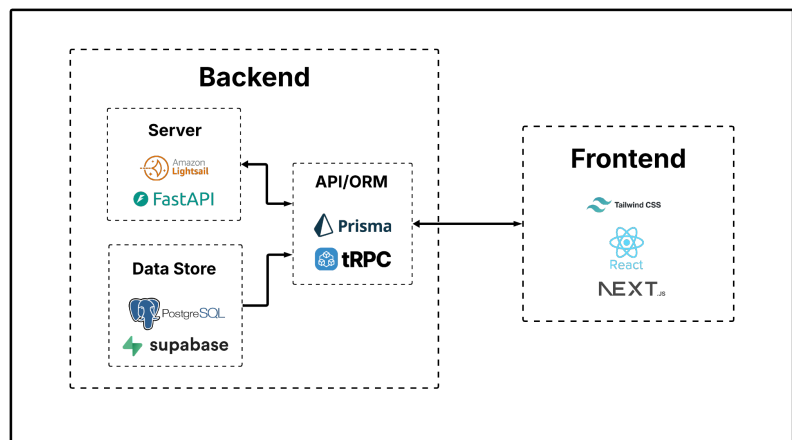 Backend
Server
Amazon
Lightsail
FastAPI
Data Store
PostgreSQL
supabase
API/ORM
Prisma
tRPC
Frontend
Tailwind CSS
React
NEXT.JS